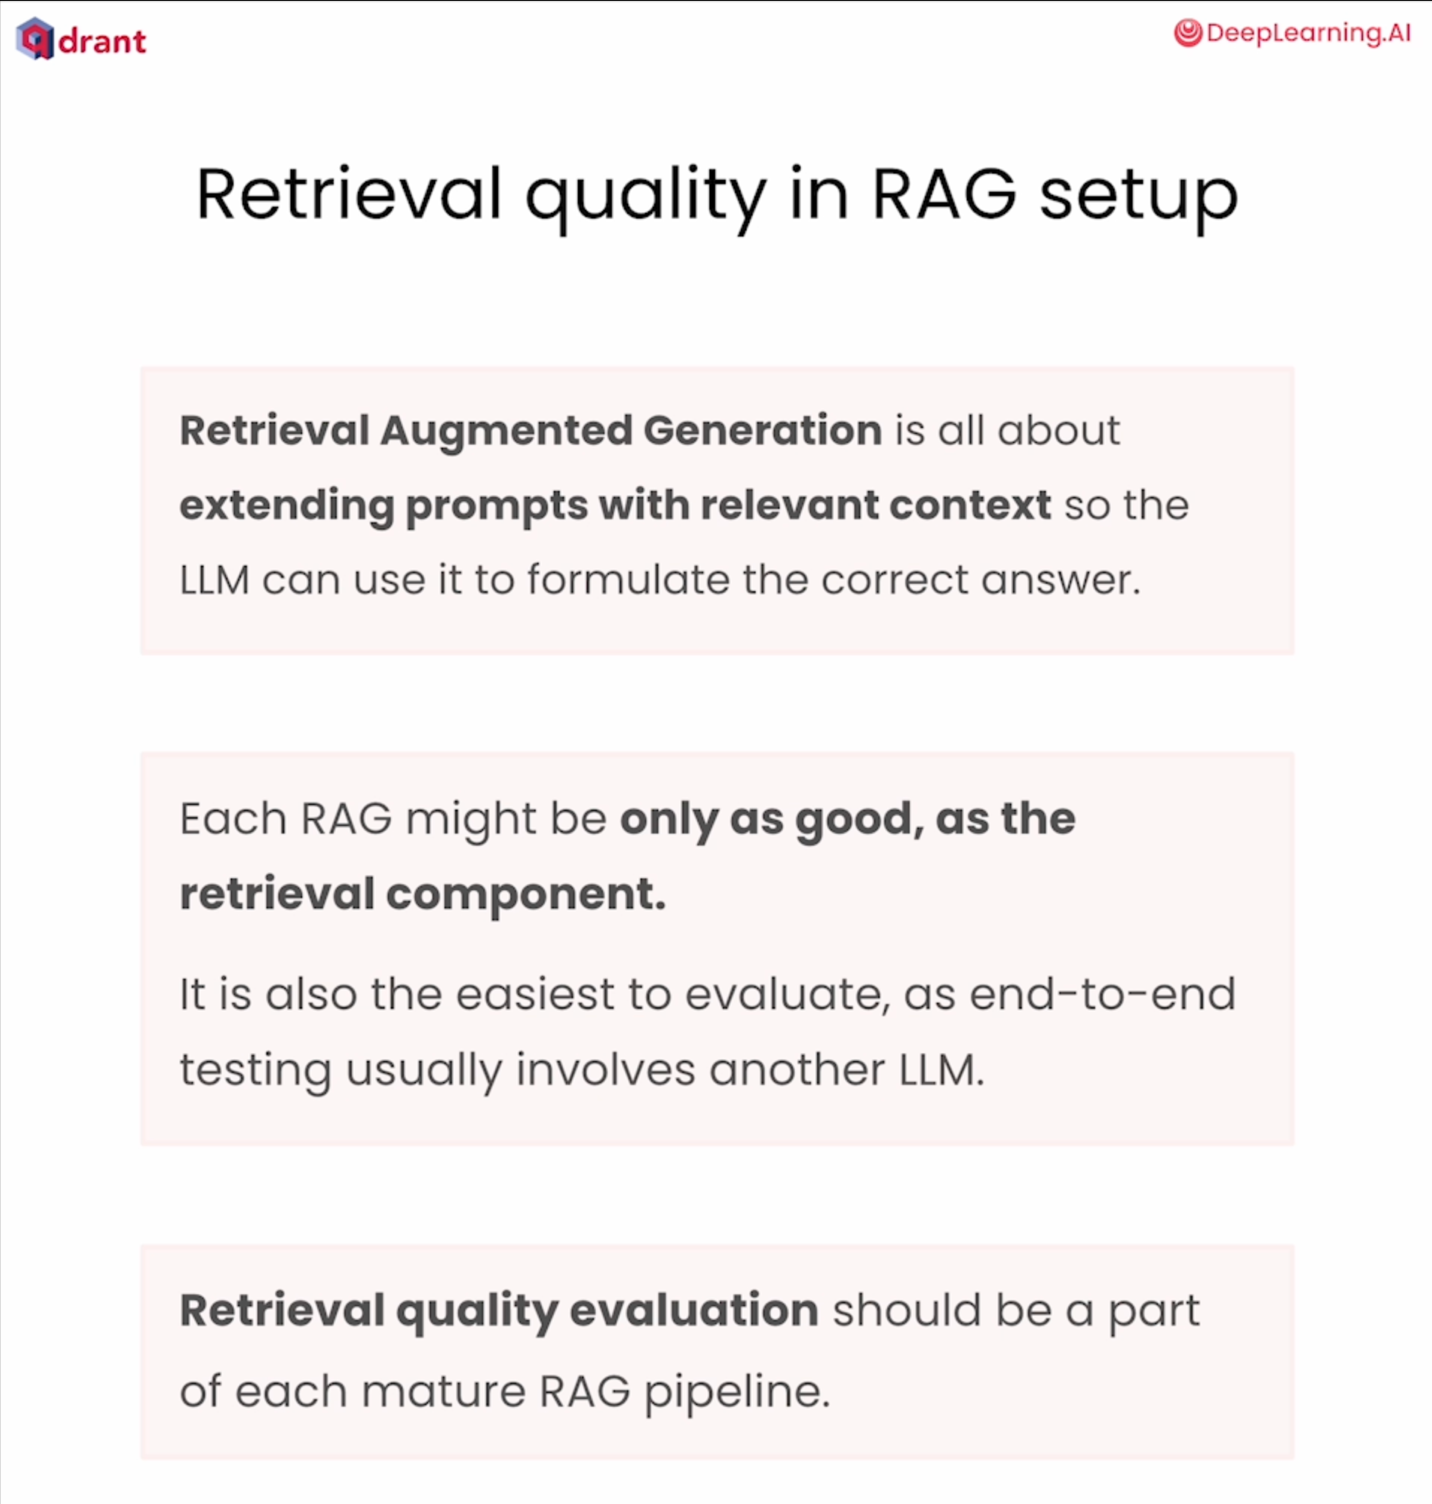 qdrant
DeepLearning.AI
Retrieval quality in RAG setup
Retrieval Augmented Generation is all about
extending prompts with relevant context so the
LLM can use it to formulate the correct answer.
Each RAG might be only as good, as the
retrieval component.
It is also the easiest to evaluate, as end-to-end
testing usually involves another LLM.
Retrieval quality evaluation should be a part
of each mature RAG pipeline.